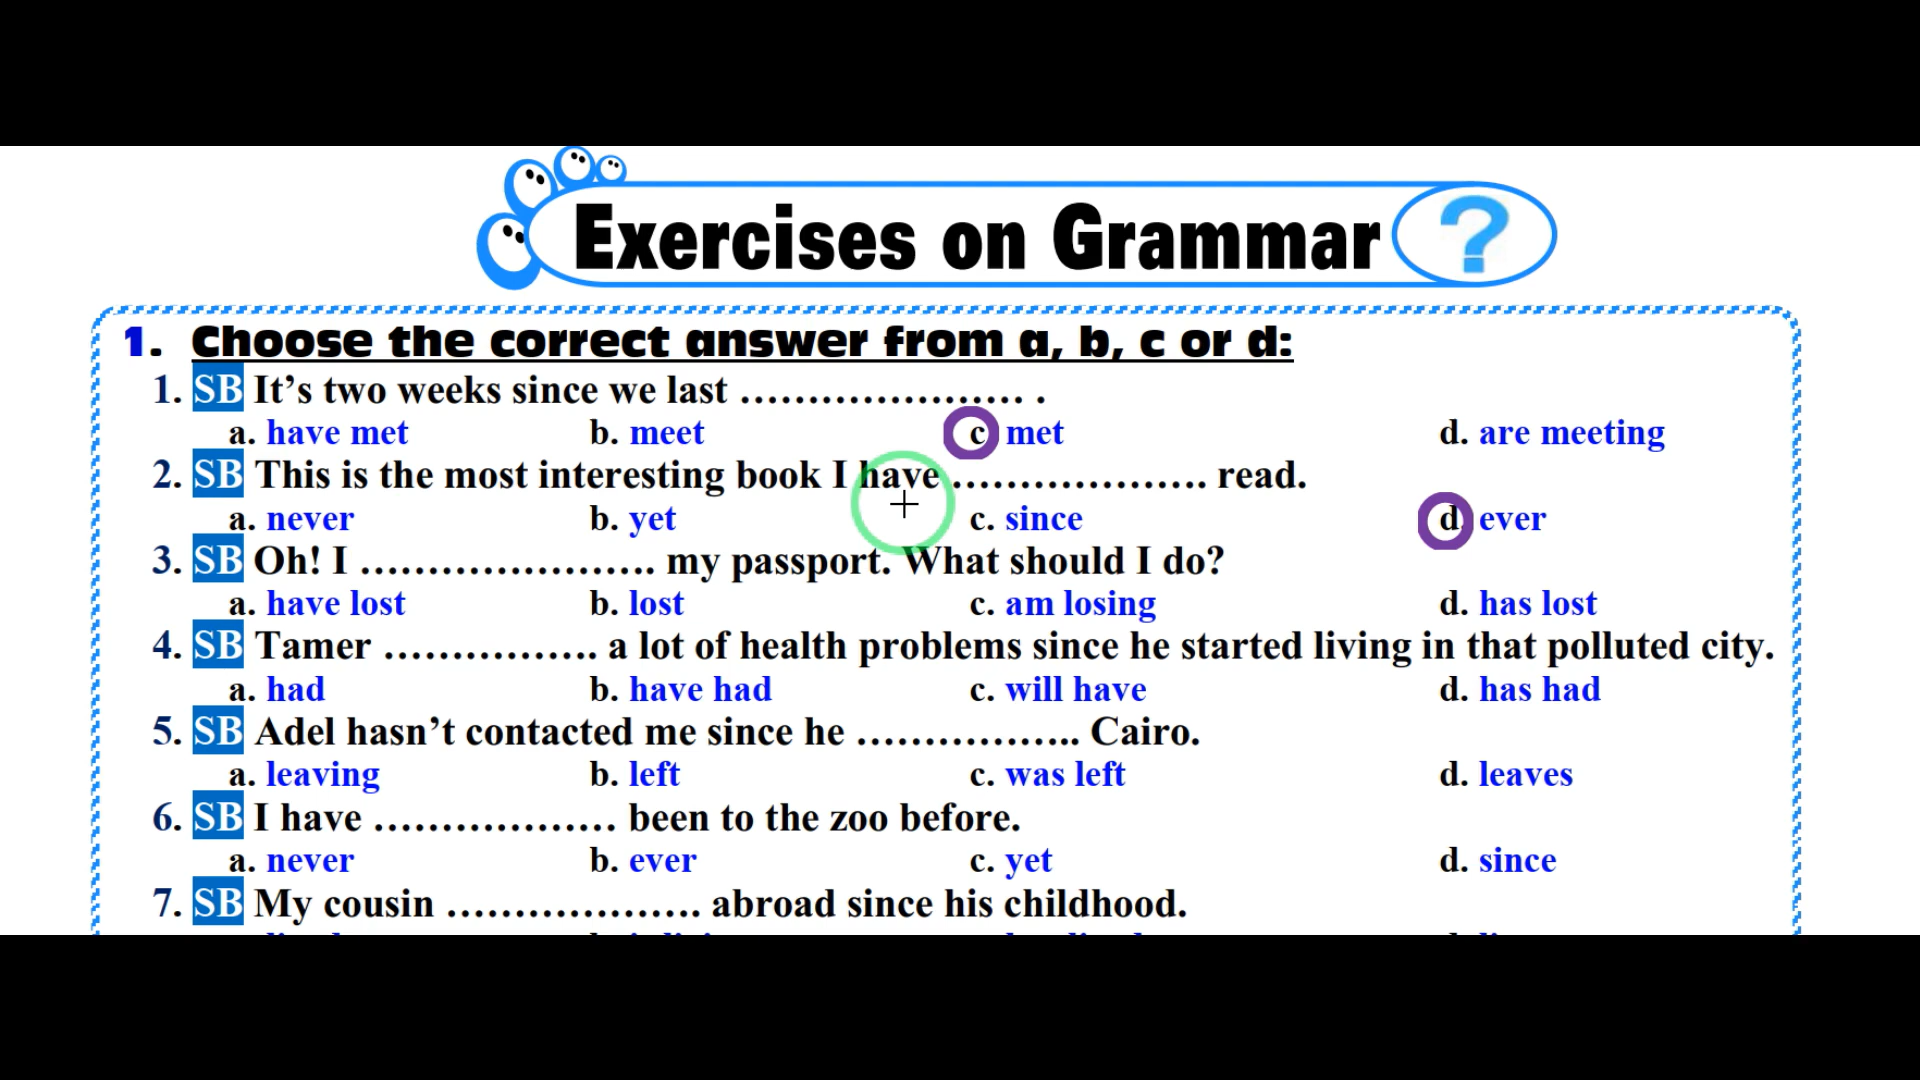 Exercises on Grammar ?
1. Choose the correct answer from a, b, c or d:
1. SB It’s two weeks since we last ………………… .
a. have met b. meet c. met d. are meeting
2. SB This is the most interesting book I have ………………. read.
a. never b. yet c. since d. ever
3. SB Oh! I …………………. my passport. What should I do?
a. have lost b. lost c. am losing d. has lost
4. SB Tamer ……………. a lot of health problems since he started living in that polluted city.
a. had b. have had c. will have d. has had
5. SB Adel hasn’t contacted me since he …………….. Cairo.
a. leaving b. left c. was left d. leaves
6. SB I have ……………… been to the zoo before.
a. never b. ever c. yet d. since
7. SB My cousin ………………. abroad since his childhood.